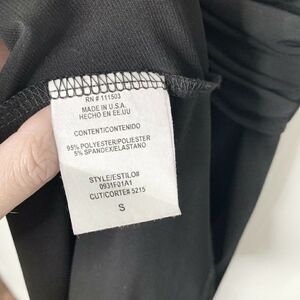 RN # 111503
MADE IN U.S.A.
HECHO EN EE.UU
CONTENT/CONTENIDO
95% POLYESTER/POLIESTER
5% SPANDEX/ELASTANO
STYLE/ESTILO#
0931F01A1
CUT/CORTE# 5215
S